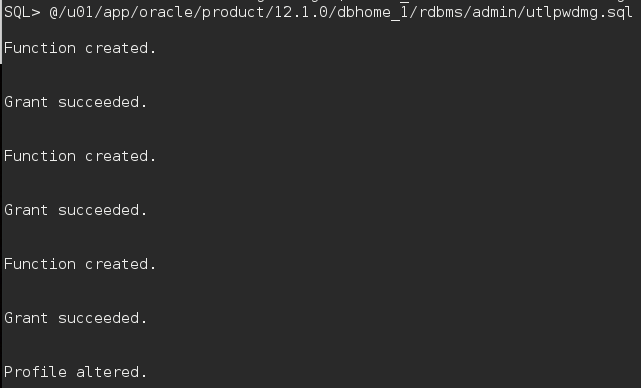 SQL> @/u01/app/oracle/product/12.1.0/dbhome_1/rdbms/admin/utlpwdmg.sql
Function created.
Grant succeeded.
Function created.
Grant succeeded.
Function created.
Grant succeeded.
Profile altered.